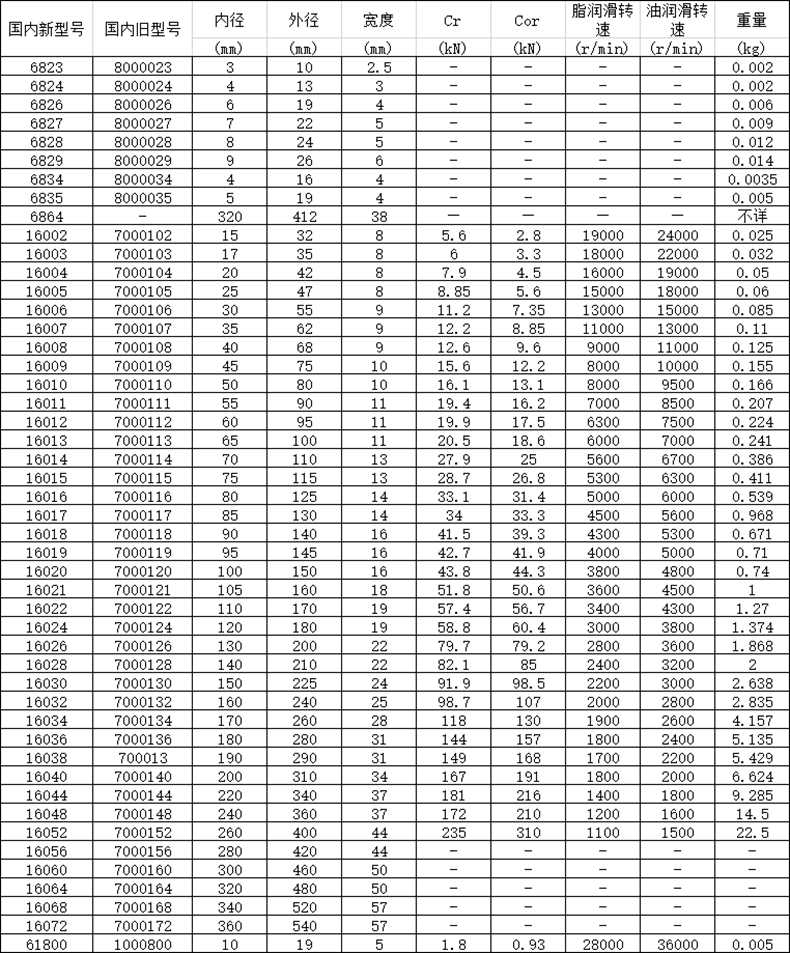 国内新型号 国内旧型号 内径 外径 宽度 Cr Cor 脂润滑转速 油润滑转速 重量
(mm) (mm) (mm) (kN) (kN) (r/min) (r/min) (kg)
6823 8000023 3 10 2.5 — — — — 0.002
6824 8000024 4 13 3 — — — — 0.002
6826 8000026 6 19 4 — — — — 0.006
6827 8000027 7 22 5 — — — — 0.009
6828 8000028 8 24 5 — — — — 0.012
6829 8000029 9 26 6 — — — — 0.014
6834 8000034 4 16 4 — — — — 0.0035
6835 8000035 5 19 4 — — — — 0.005
6864 - 320 412 38 — — — — 不详
16002 7000102 15 32 8 5.6 2.8 19000 24000 0.025
16003 7000103 17 35 8 6 3.3 18000 22000 0.032
16004 7000104 20 42 8 7.9 4.5 16000 19000 0.05
16005 7000105 25 47 8 8.85 5.6 15000 18000 0.06
16006 7000106 30 55 9 11.2 7.35 13000 15000 0.085
16007 7000107 35 62 9 12.2 8.85 11000 13000 0.11
16008 7000108 40 68 9 12.6 9.6 9000 11000 0.125
16009 7000109 45 75 10 15.6 12.2 8000 10000 0.155
16010 7000110 50 80 10 16.1 13.1 8000 9500 0.166
16011 7000111 55 90 11 19.4 16.2 7000 8500 0.207
16012 7000112 60 95 11 19.9 17.5 6300 7500 0.224
16013 7000113 65 100 11 20.5 18.6 6000 7000 0.241
16014 7000114 70 110 13 27.9 25 5600 6700 0.386
16015 7000115 75 115 13 28.7 26.8 5300 6300 0.411
16016 7000116 80 125 14 33.1 31.4 5000 6000 0.539
16017 7000117 85 130 14 34 33.3 4500 5600 0.968
16018 7000118 90 140 16 41.5 39.3 4300 5300 0.671
16019 7000119 95 145 16 42.7 41.9 4000 5000 0.71
16020 7000120 100 150 16 43.8 44.3 3800 4800 0.74
16021 7000121 105 160 18 51.8 50.6 3600 4500 1
16022 7000122 110 170 19 57.4 56.7 3400 4300 1.27
16024 7000124 120 180 19 58.8 60.4 3000 3800 1.374
16026 7000126 130 200 22 79.7 79.2 2800 3600 1.868
16028 7000128 140 210 22 82.1 85 2400 3200 2
16030 7000130 150 225 24 91.9 98.5 2200 3000 2.638
16032 7000132 160 240 25 98.7 107 2000 2800 2.835
16034 7000134 170 260 28 118 130 1900 2600 4.157
16036 7000136 180 280 31 144 157 1800 2400 5.135
16038 700013 190 290 31 149 168 1700 2200 5.429
16040 7000140 200 310 34 167 191 1800 2000 6.624
16044 7000144 220 340 37 181 216 1400 1800 9.285
16048 7000148 240 360 37 172 210 1200 1600 14.5
16052 7000152 260 400 44 235 310 1100 1500 22.5
16056 7000156 280 420 44 — — — — —
16060 7000160 300 460 50 — — — — —
16064 7000164 320 480 50 — — — — —
16068 7000168 340 520 57 — — — — —
16072 7000172 360 540 57 — — — — —
61800 1000800 10 19 5 1.8 0.93 28000 36000 0.005